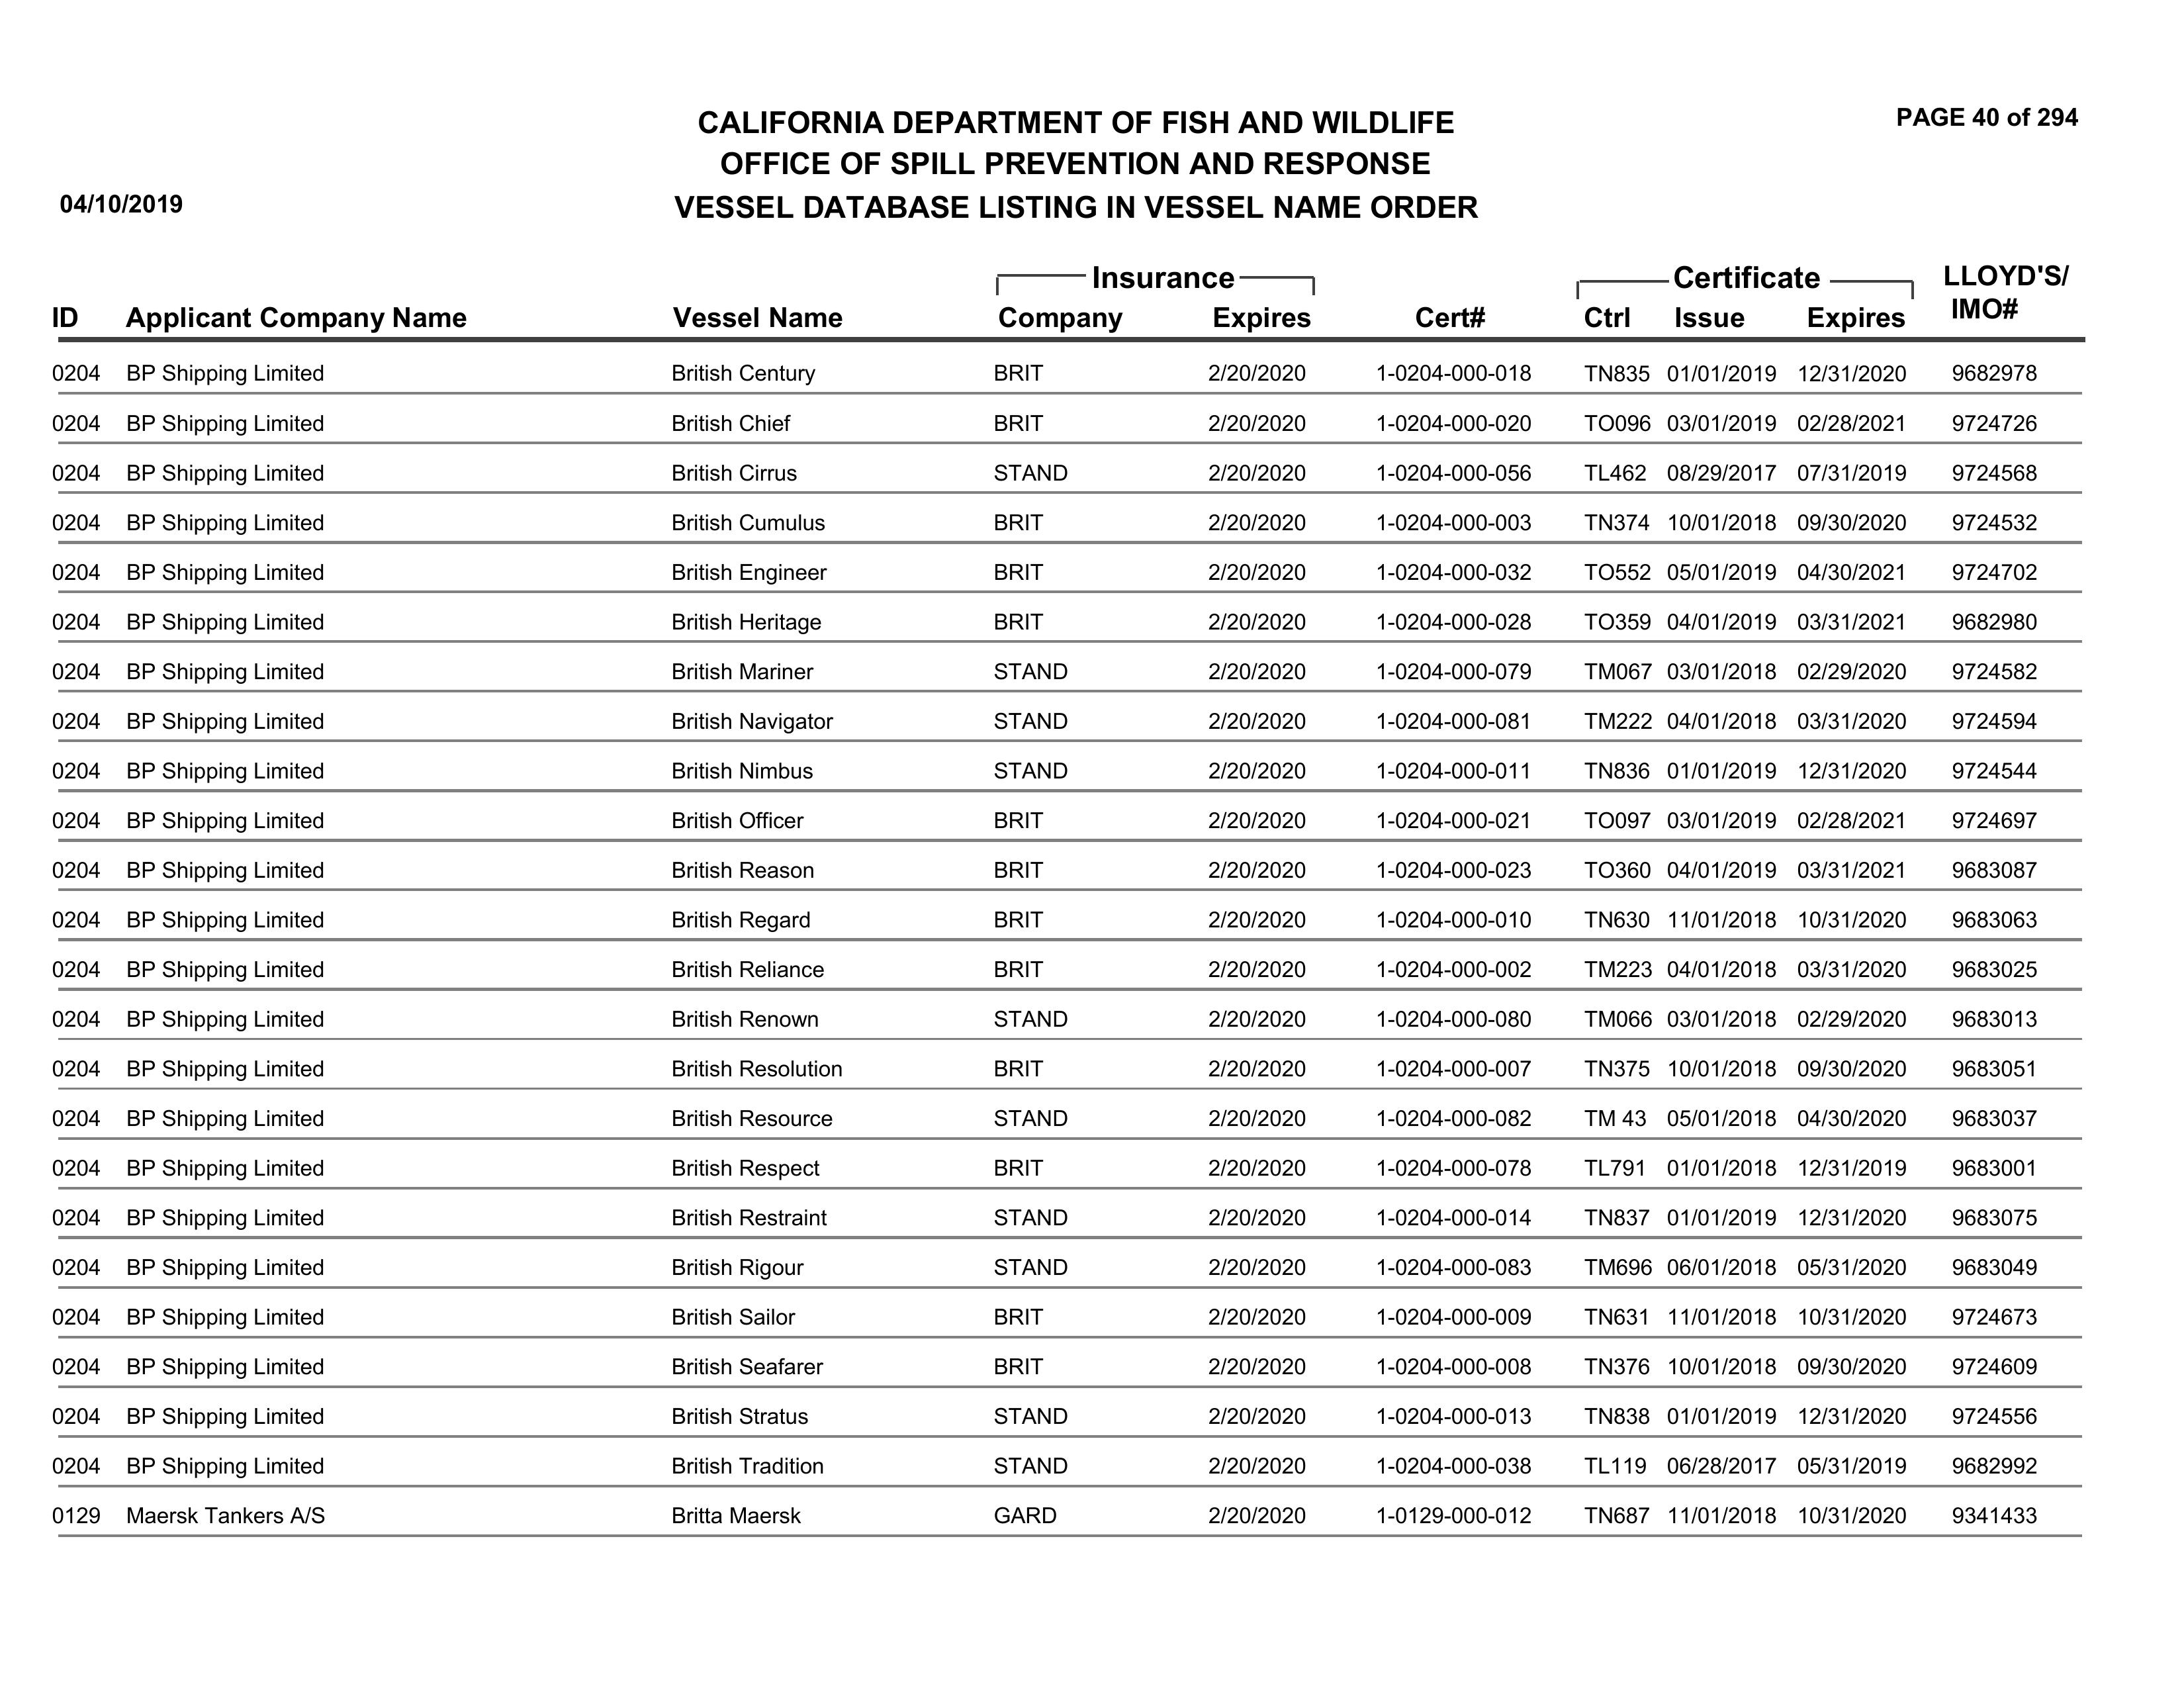 CALIFORNIA DEPARTMENT OF FISH AND WILDLIFE
PAGE 40 of 294
OFFICE OF SPILL PREVENTION AND RESPONSE
04/10/2019
VESSEL DATABASE LISTING IN VESSEL NAME ORDER
Insurance Certificate LLOYD'S/
ID Applicant Company Name Vessel Name Company Expires Cert# Ctrl Issue Expires IMO#
0204 BP Shipping Limited British Century BRIT 2/20/2020 1-0204-000-018 TN835 01/01/2019 12/31/2020 9682978
0204 BP Shipping Limited British Chief BRIT 2/20/2020 1-0204-000-020 TO096 03/01/2019 02/28/2021 9724726
0204 BP Shipping Limited British Cirrus STAND 2/20/2020 1-0204-000-056 TL462 08/29/2017 07/31/2019 9724568
0204 BP Shipping Limited British Cumulus BRIT 2/20/2020 1-0204-000-003 TN374 10/01/2018 09/30/2020 9724532
0204 BP Shipping Limited British Engineer BRIT 2/20/2020 1-0204-000-032 TO552 05/01/2019 04/30/2021 9724702
0204 BP Shipping Limited British Heritage BRIT 2/20/2020 1-0204-000-028 TO359 04/01/2019 03/31/2021 9682980
0204 BP Shipping Limited British Mariner STAND 2/20/2020 1-0204-000-079 TM067 03/01/2018 02/29/2020 9724582
0204 BP Shipping Limited British Navigator STAND 2/20/2020 1-0204-000-081 TM222 04/01/2018 03/31/2020 9724594
0204 BP Shipping Limited British Nimbus STAND 2/20/2020 1-0204-000-011 TN836 01/01/2019 12/31/2020 9724544
0204 BP Shipping Limited British Officer BRIT 2/20/2020 1-0204-000-021 TO097 03/01/2019 02/28/2021 9724697
0204 BP Shipping Limited British Reason BRIT 2/20/2020 1-0204-000-023 TO360 04/01/2019 03/31/2021 9683087
0204 BP Shipping Limited British Regard BRIT 2/20/2020 1-0204-000-010 TN630 11/01/2018 10/31/2020 9683063
0204 BP Shipping Limited British Reliance BRIT 2/20/2020 1-0204-000-002 TM223 04/01/2018 03/31/2020 9683025
0204 BP Shipping Limited British Renown STAND 2/20/2020 1-0204-000-080 TM066 03/01/2018 02/29/2020 9683013
0204 BP Shipping Limited British Resolution BRIT 2/20/2020 1-0204-000-007 TN375 10/01/2018 09/30/2020 9683051
0204 BP Shipping Limited British Resource STAND 2/20/2020 1-0204-000-082 TM 43 05/01/2018 04/30/2020 9683037
0204 BP Shipping Limited British Respect BRIT 2/20/2020 1-0204-000-078 TL791 01/01/2018 12/31/2019 9683001
0204 BP Shipping Limited British Restraint STAND 2/20/2020 1-0204-000-014 TN837 01/01/2019 12/31/2020 9683075
0204 BP Shipping Limited British Rigour STAND 2/20/2020 1-0204-000-083 TM696 06/01/2018 05/31/2020 9683049
0204 BP Shipping Limited British Sailor BRIT 2/20/2020 1-0204-000-009 TN631 11/01/2018 10/31/2020 9724673
0204 BP Shipping Limited British Seafarer BRIT 2/20/2020 1-0204-000-008 TN376 10/01/2018 09/30/2020 9724609
0204 BP Shipping Limited British Stratus STAND 2/20/2020 1-0204-000-013 TN838 01/01/2019 12/31/2020 9724556
0204 BP Shipping Limited British Tradition STAND 2/20/2020 1-0204-000-038 TL119 06/28/2017 05/31/2019 9682992
0129 Maersk Tankers A/S Britta Maersk GARD 2/20/2020 1-0129-000-012 TN687 11/01/2018 10/31/2020 9341433